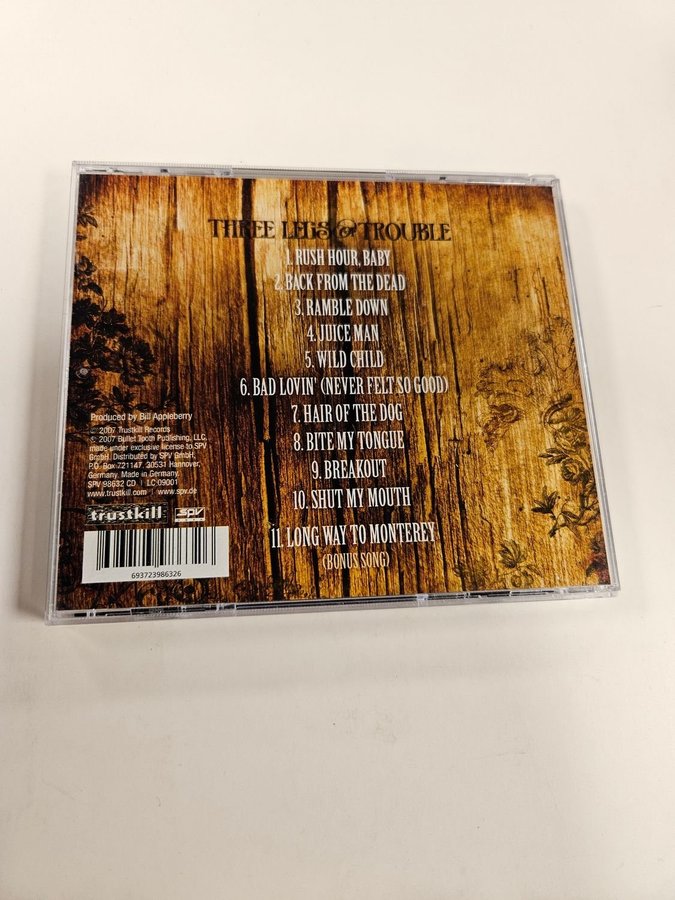 THREE LEGS & TROUBLE
1. RUSH HOUR, BABY
2. BACK FROM THE DEAD
3. RAMBLE DOWN
4. JUICE MAN
5. WILD CHILD
6. BAD LOVIN' (NEVER FELT SO GOOD)
7. HAIR OF THE DOG
8. BITE MY TONGUE
9. BREAKOUT
10. SHUT MY MOUTH
11. LONG WAY TO MONTEREY
(BONUS SONG)
Produced by Bill Appleberry
℗ 2007 Trustkill Records
© 2007 Bullet Tooth Publishing, LLC,
made under exclusive license to SPV
GmbH. Distributed by SPV GmbH,
P.O. Box 721147, 30531 Hannover,
Germany. Made in Germany.
SPV 98632 CD | LC 09001
www.trustkill.com | www.spv.de
trustkill SPV
693723986326